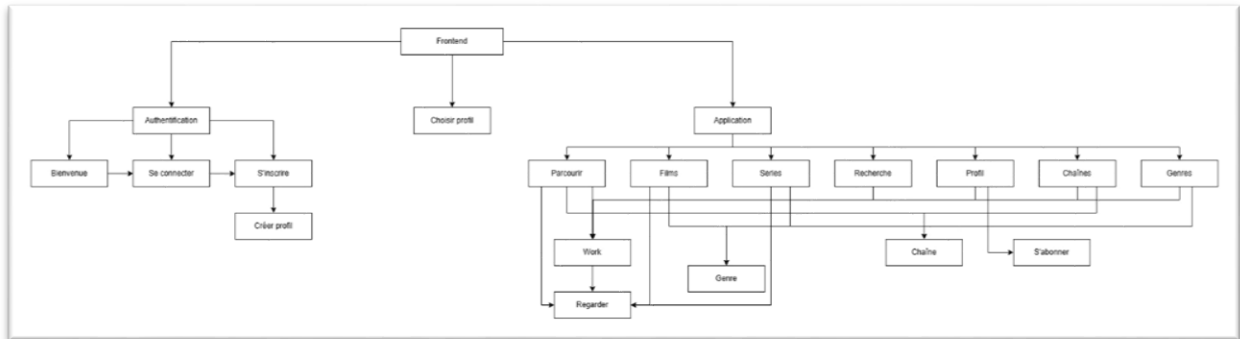 Frontend
Authentification
Choisir profil
Application
Bienvenue
Se connecter
S'inscrire
Parcourir
Films
Series
Recherche
Profil
Chaînes
Genres
Créer profil
Work
Chaîne
S'abonner
Genre
Regarder